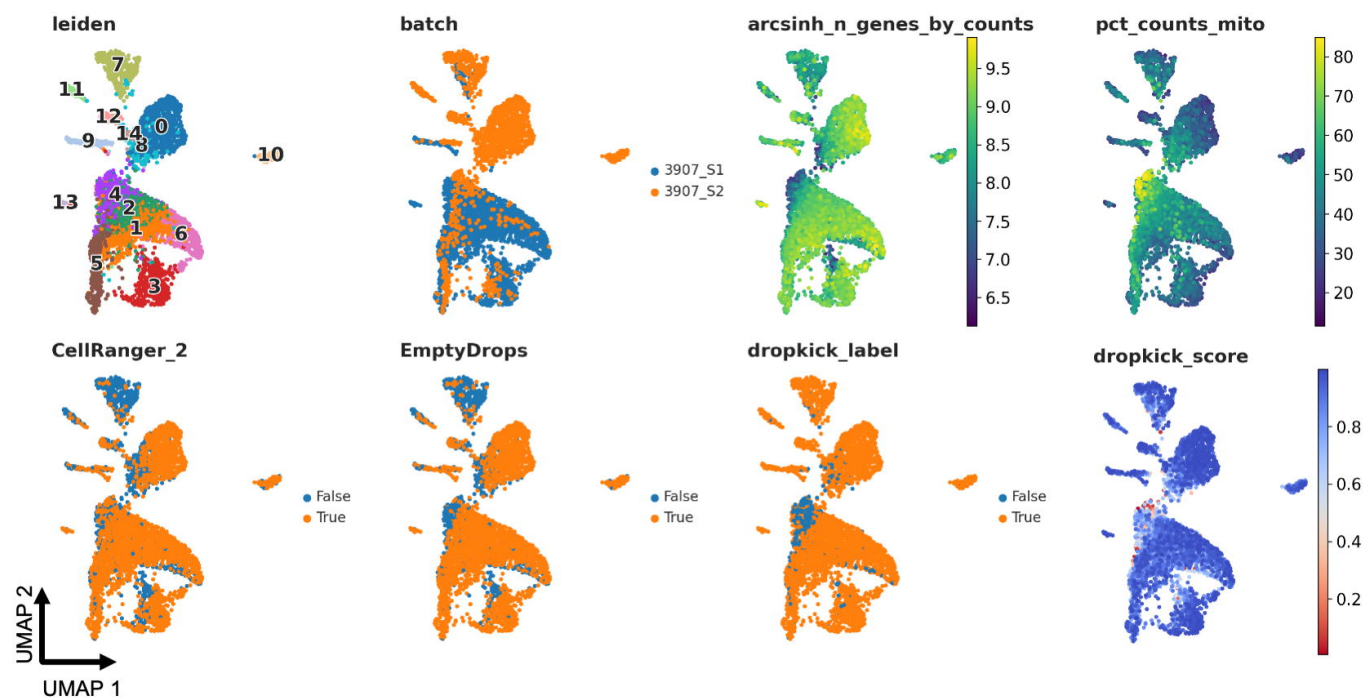 leiden
7
11
12
14
0
9
8
10
4
13
2
1
6
5
3
batch
3907_S1
3907_S2
arcsinh_n_genes_by_counts
9.5
9.0
8.5
8.0
7.5
7.0
6.5
pct_counts_mito
80
70
60
50
40
30
20
CellRanger_2
False
True
EmptyDrops
False
True
dropkick_label
False
True
dropkick_score
0.8
0.6
0.4
0.2
UMAP 2
UMAP 1